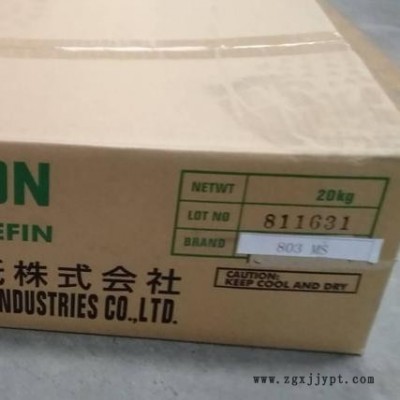 ON
EFIN
NETWT 20kg
LOT NO 811631
BRAND 803 MS
株式会社
INDUSTRIES CO.,LTD.
CAUTION:
KEEP COOL AND DRY
www.zgxjjypt.com